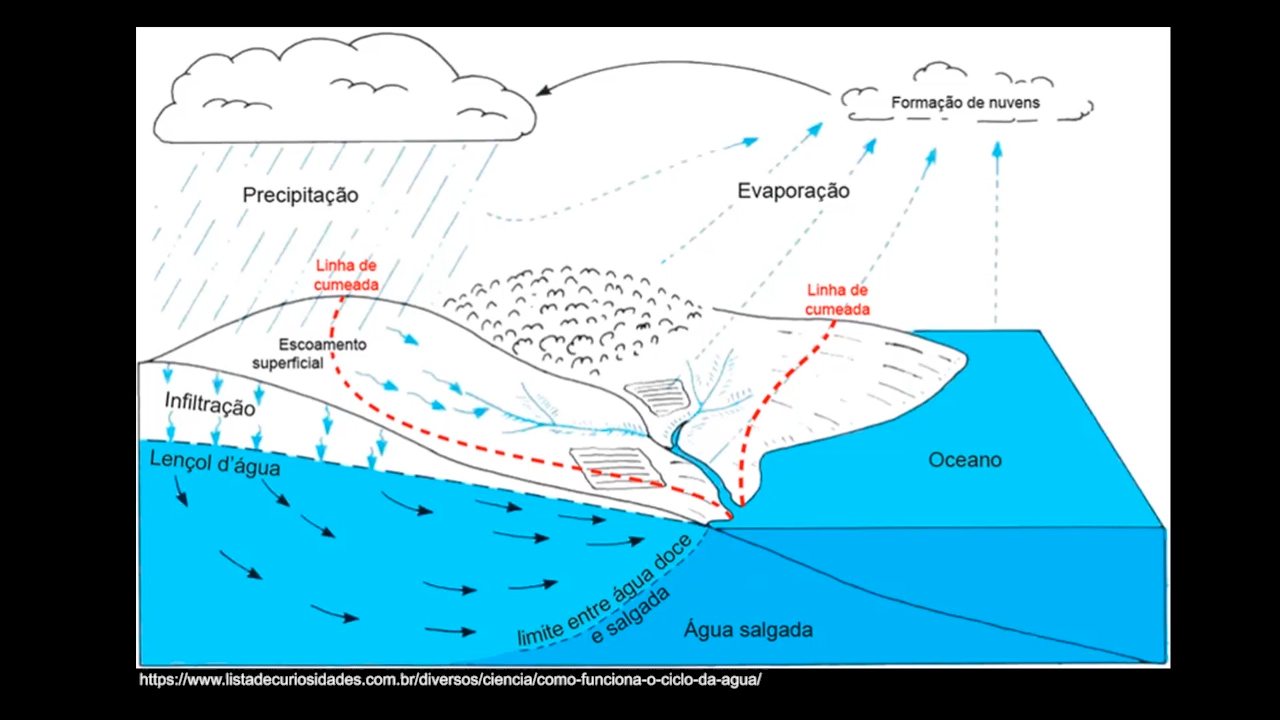 Formação de nuvens
Precipitação
Evaporação
Linha de
cumeada
Linha de
cumeada
Escoamento
superficial
Infiltração
Lençol d'água
Oceano
limite entre água doce
e salgada
Água salgada
https://www.listadecuriosidades.com.br/diversos/ciencia/como-funciona-o-ciclo-da-agua/